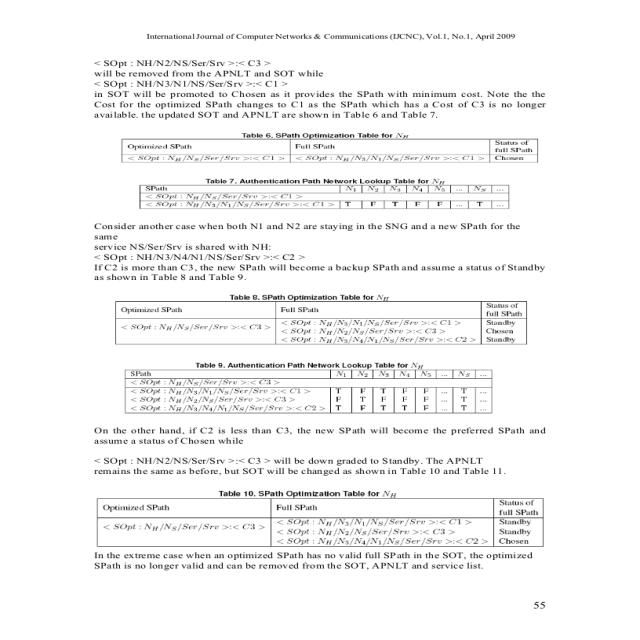 International Journal of Computer Networks & Communications (IJCNC), Vol.1, No.1, April 2009
< SOpt : NH/N2/NS/Ser/Srv >:< C3 >
will be removed from the APNLT and SOT while
< SOpt : NH/N3/N1/NS/Ser/Srv >:< C1 >
in SOT will be promoted to Chosen as it provides the SPath with minimum cost. Note the the
Cost for the optimized SPath changes to C1 as the SPath which has a Cost of C3 is no longer
available. the updated SOT and APNLT are shown in Table 6 and Table 7.
Table 6. SPath Optimization Table for N_H
Optimized SPath | Full SPath | Status of full SPath
< SOpt : N_H/N_S/Ser/Srv >:< C1 > | < SOpt : N_H/N_3/N_1/N_S/Ser/Srv >:< C1 > | Chosen
Table 7. Authentication Path Network Lookup Table for N_H
SPath | N_1 | N_2 | N_3 | N_4 | N_5 | ... | N_S | ...
< SOpt : N_H/N_S/Ser/Srv >:< C1 >
< SOpt : N_H/N_3/N_1/N_S/Ser/Srv >:< C1 > | T | F | T | F | F | ... | T | ...
Consider another case when both N1 and N2 are staying in the SNG and a new SPath for the
same
service NS/Ser/Srv is shared with NH:
< SOpt : NH/N3/N4/N1/NS/Ser/Srv >:< C2 >
If C2 is more than C3, the new SPath will become a backup SPath and assume a status of Standby
as shown in Table 8 and Table 9.
Table 8. SPath Optimization Table for N_H
Optimized SPath | Full SPath | Status of full SPath
< SOpt : N_H/N_S/Ser/Srv >:< C3 > | < SOpt : N_H/N_3/N_1/N_S/Ser/Srv >:< C1 > | Standby
< SOpt : N_H/N_2/N_S/Ser/Srv >:< C3 > | Chosen
< SOpt : N_H/N_3/N_4/N_1/N_S/Ser/Srv >:< C2 > | Standby
Table 9. Authentication Path Network Lookup Table for N_H
SPath | N_1 | N_2 | N_3 | N_4 | N_5 | ... | N_S | ...
< SOpt : N_H/N_S/Ser/Srv >:< C3 >
< SOpt : N_H/N_3/N_1/N_S/Ser/Srv >:< C1 > | T | F | T | F | F | ... | T | ...
< SOpt : N_H/N_2/N_S/Ser/Srv >:< C3 > | F | T | F | F | F | ... | T | ...
< SOpt : N_H/N_3/N_4/N_1/N_S/Ser/Srv >:< C2 > | T | F | T | T | F | ... | T | ...
On the other hand, if C2 is less than C3, the new SPath will become the preferred SPath and
assume a status of Chosen while
< SOpt : NH/N2/NS/Ser/Srv >:< C3 > will be down graded to Standby. The APNLT
remains the same as before, but SOT will be changed as shown in Table 10 and Table 11.
Table 10. SPath Optimization Table for N_H
Optimized SPath | Full SPath | Status of full SPath
< SOpt : N_H/N_S/Ser/Srv >:< C3 > | < SOpt : N_H/N_3/N_1/N_S/Ser/Srv >:< C1 > | Standby
< SOpt : N_H/N_2/N_S/Ser/Srv >:< C3 > | Standby
< SOpt : N_H/N_3/N_4/N_1/N_S/Ser/Srv >:< C2 > | Chosen
In the extreme case when an optimized SPath has no valid full SPath in the SOT, the optimized
SPath is no longer valid and can be removed from the SOT, APNLT and service list.
55